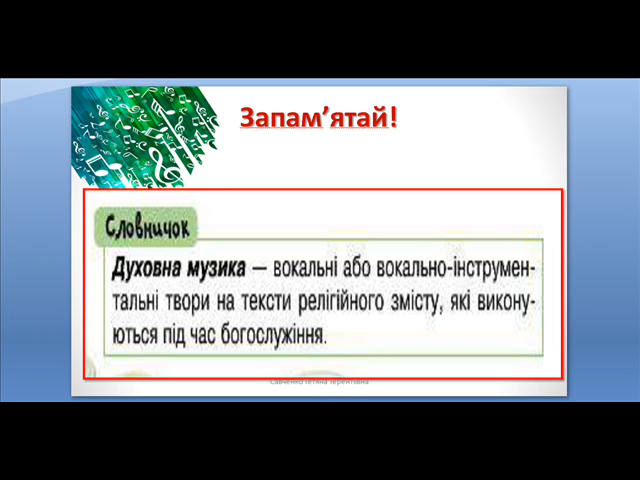 Запам’ятай!
Словничок
Духовна музика — вокальні або вокально-інструмен-
тальні твори на тексти релігійного змісту, які викону-
ються під час богослужіння.
Савченко Тетяна Терентіївна